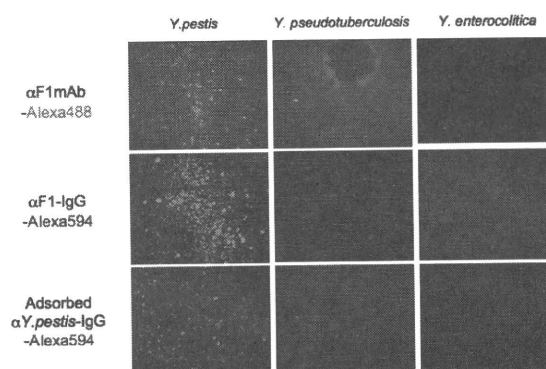 Y.pestis
Y. pseudotuberculosis
Y. enterocolitica
αF1mAb
-Alexa488
αF1-IgG
-Alexa594
Adsorbed
αY.pestis-IgG
-Alexa594